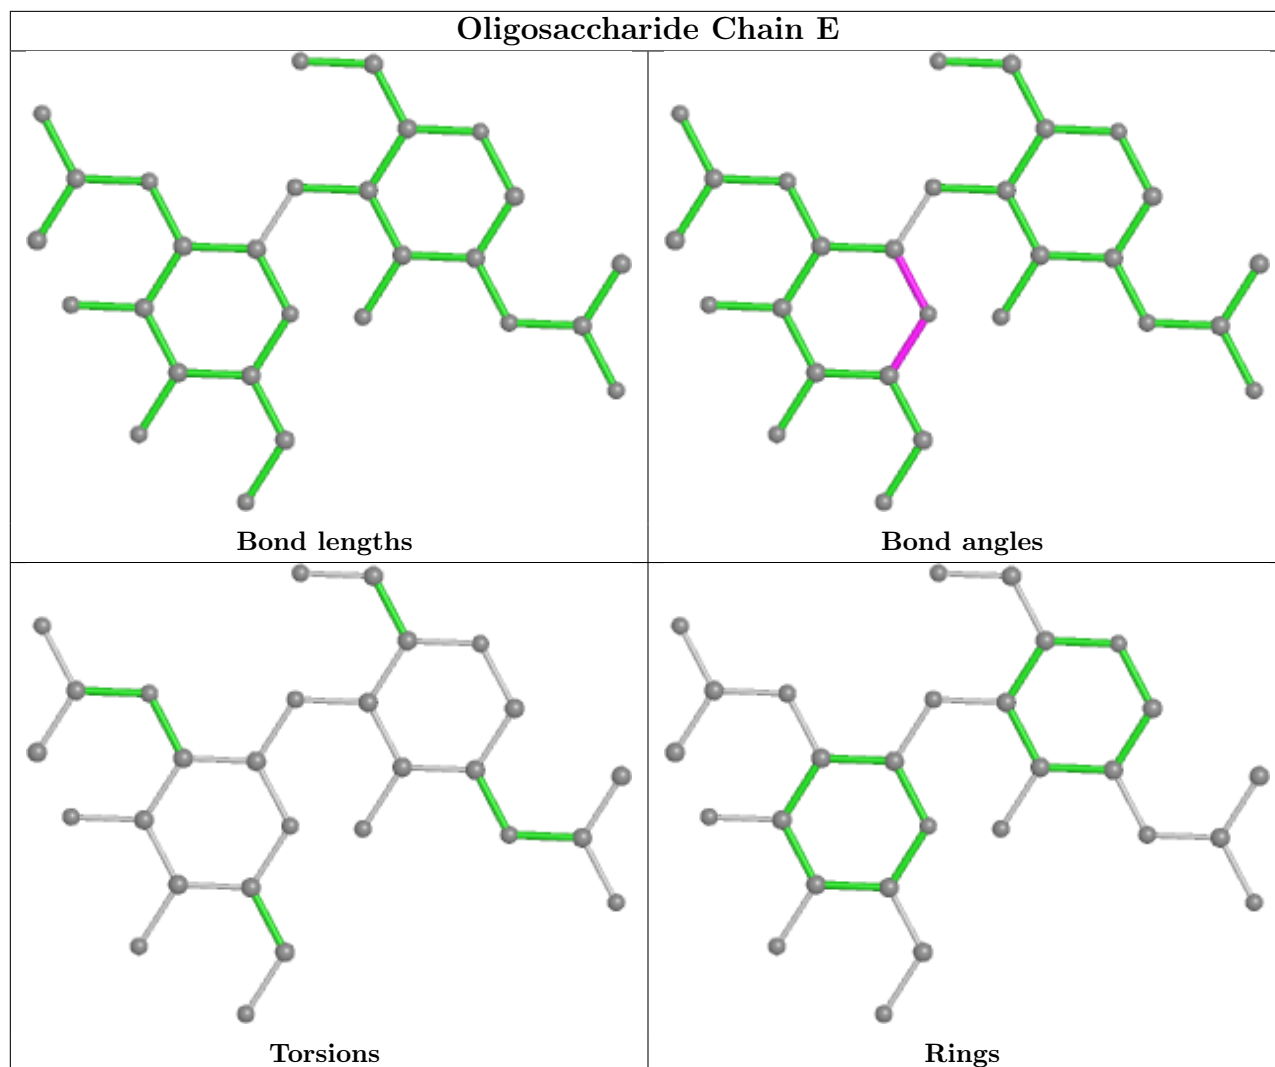 Oligosaccharide Chain E
Bond lengths
Bond angles
Torsions
Rings